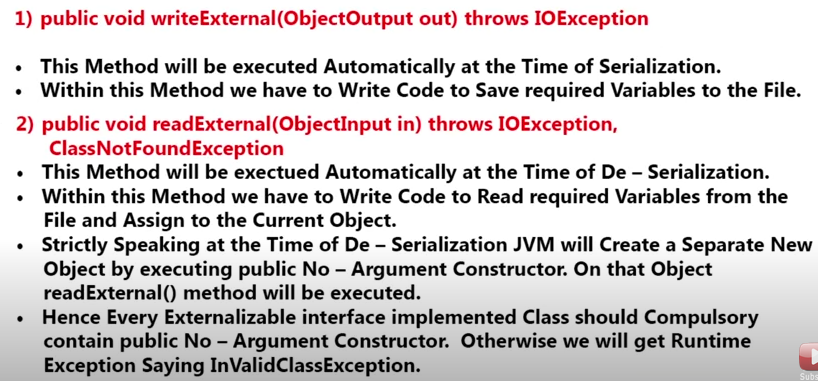 1) public void writeExternal(ObjectOutput out) throws IOException
• This Method will be executed Automatically at the Time of Serialization.
• Within this Method we have to Write Code to Save required Variables to the File.
2) public void readExternal(ObjectInput in) throws IOException,
ClassNotFoundException
• This Method will be exectued Automatically at the Time of De – Serialization.
• Within this Method we have to Write Code to Read required Variables from the
File and Assign to the Current Object.
• Strictly Speaking at the Time of De – Serialization JVM will Create a Separate New
Object by executing public No – Argument Constructor. On that Object
readExternal() method will be executed.
• Hence Every Externalizable interface implemented Class should Compulsory
contain public No – Argument Constructor. Otherwise we will get Runtime
Exception Saying InValidClassException.
Subs